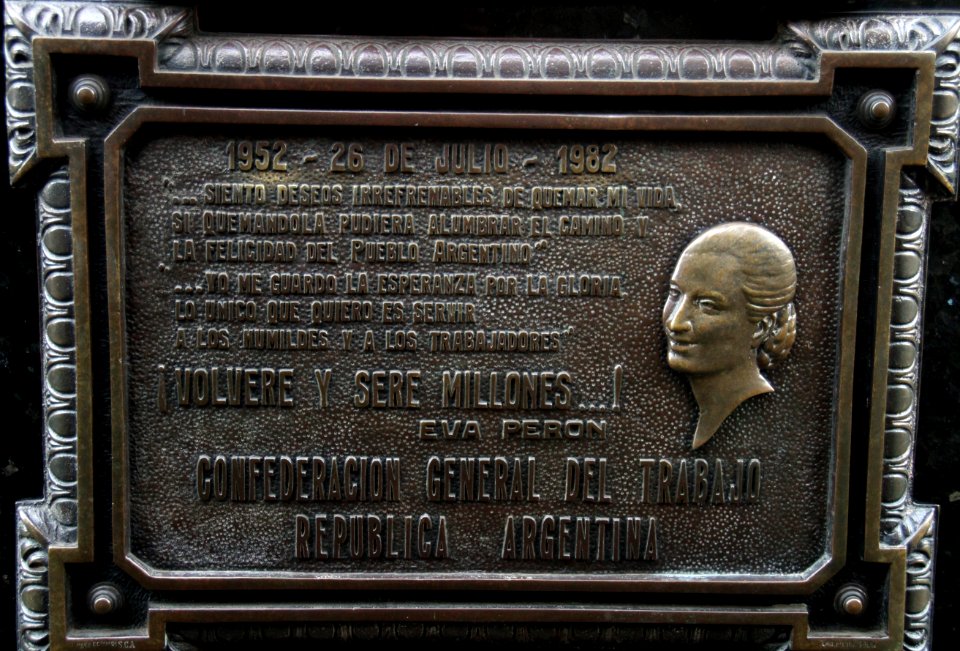 1952 - 26 DE JULIO - 1982
"... SIENTO DESEOS IRREFRENABLES DE QUEMAR MI VIDA,
SI QUEMANDOLA PUDIERA ALUMBRAR EL CAMINO Y
LA FELICIDAD DEL PUEBLO ARGENTINO"
"... YO ME GUARDO LA ESPERANZA POR LA GLORIA
LO UNICO QUE QUIERO ES SERVIR
A LOS HUMILDES Y A LOS TRABAJADORES"
¡VOLVERE Y SERE MILLONES...!
EVA PERON
CONFEDERACION GENERAL DEL TRABAJO
REPUBLICA ARGENTINA